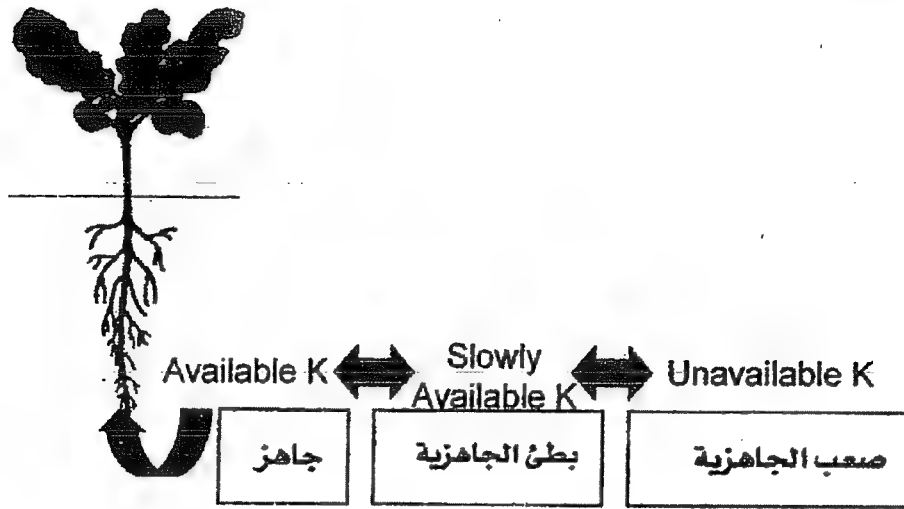 Available K
Slowly
Available K
Unavailable K
جاهز
بطئ الجاهزية
صعب الجاهزية